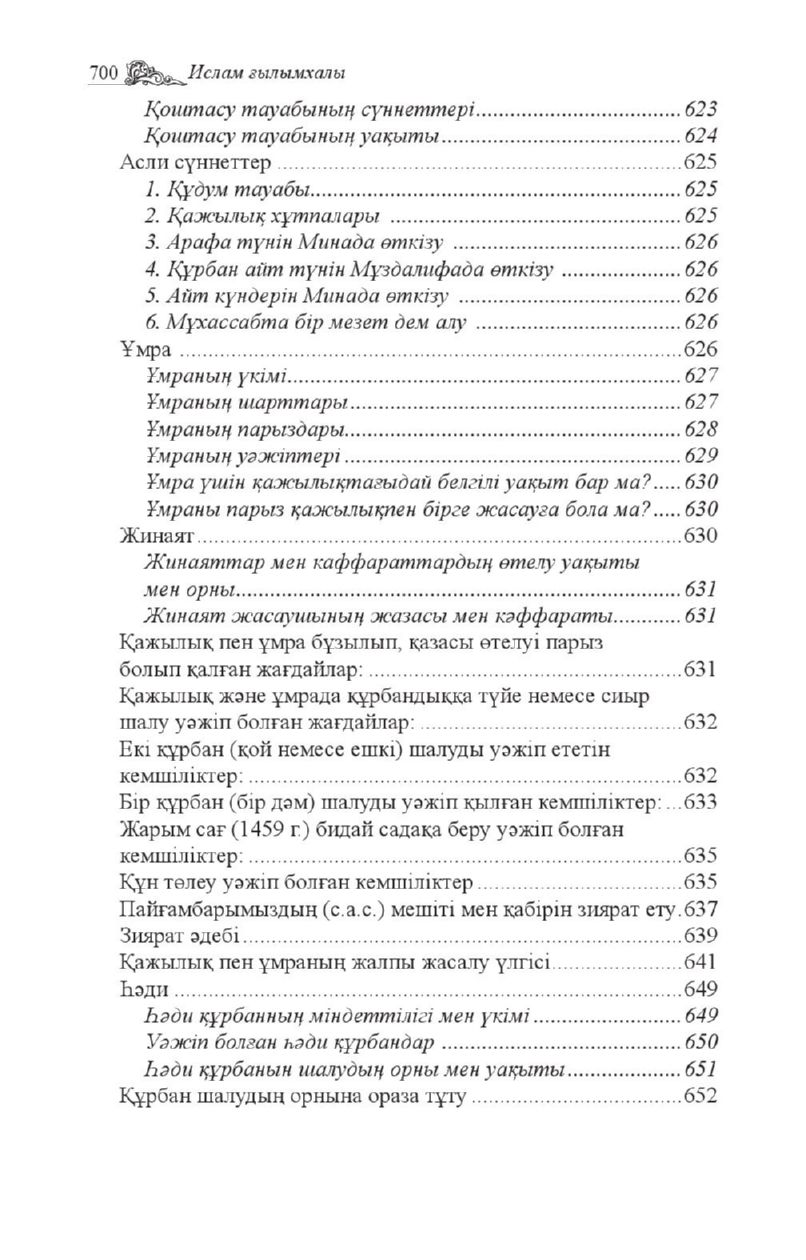 700 Ислам ғылымхалы
Қоштасу тауабының сүннеттері..................................623
Қоштасу тауабының уақыты........................................624
Асли сүннеттер ......................................................................625
1. Құдум тауабы...............................................................625
2. Қажылық хұтпалары ..................................................625
3. Арафа түнін Минада өткізу .......................................626
4. Құрбан айт түнін Мұздалифада өткізу ....................626
5. Айт күндерін Минада өткізу ......................................626
6. Мұхассабта бір мезет дем алу ...................................626
Ұмра .....................................................................................626
Ұмраның үкімі...................................................................627
Ұмраның шарттары........................................................627
Ұмраның парыздары.........................................................628
Ұмраның уәжіптері.........................................................629
Ұмра үшін қажылықтағыдай белгілі уақыт бар ма?.....630
Ұмраны парыз қажылықпен бірге жасауға бола ма?.....630
Жинаят..................................................................................630
Жинаяттар мен каффараттардың өтелу уақыты
мен орны............................................................................631
Жинаят жасаушының жазасы мен кәффараты............631
Қажылық пен ұмра бұзылып, қазасы өтелуі парыз
болып қалған жағдайлар: .....................................................631
Қажылық және ұмрада құрбандыққа түйе немесе сиыр
шалу уәжіп болған жағдайлар: ............................................632
Екі құрбан (қой немесе ешкі) шалуды уәжіп ететін
кемшіліктер: .........................................................................632
Бір құрбан (бір дәм) шалуды уәжіп қылған кемшіліктер: ...633
Жарым сағ (1459 г.) бидай садақа беру уәжіп болған
кемшіліктер: .........................................................................635
Құн төлеу уәжіп болған кемшіліктер ...................................635
Пайғамбарымыздың (с.а.с.) мешіті мен қабірін зиярат ету.637
Зиярат әдебі..........................................................................639
Қажылық пен ұмраның жалпы жасалу үлгісі......................641
Һәди ......................................................................................649
Һәди құрбанның міндеттілігі мен үкімі.........................649
Уәжіп болған һәди құрбандар ........................................650
Һәди құрбанын шалудың орны мен уақыты...................651
Құрбан шалудың орнына ораза тұту ....................................652